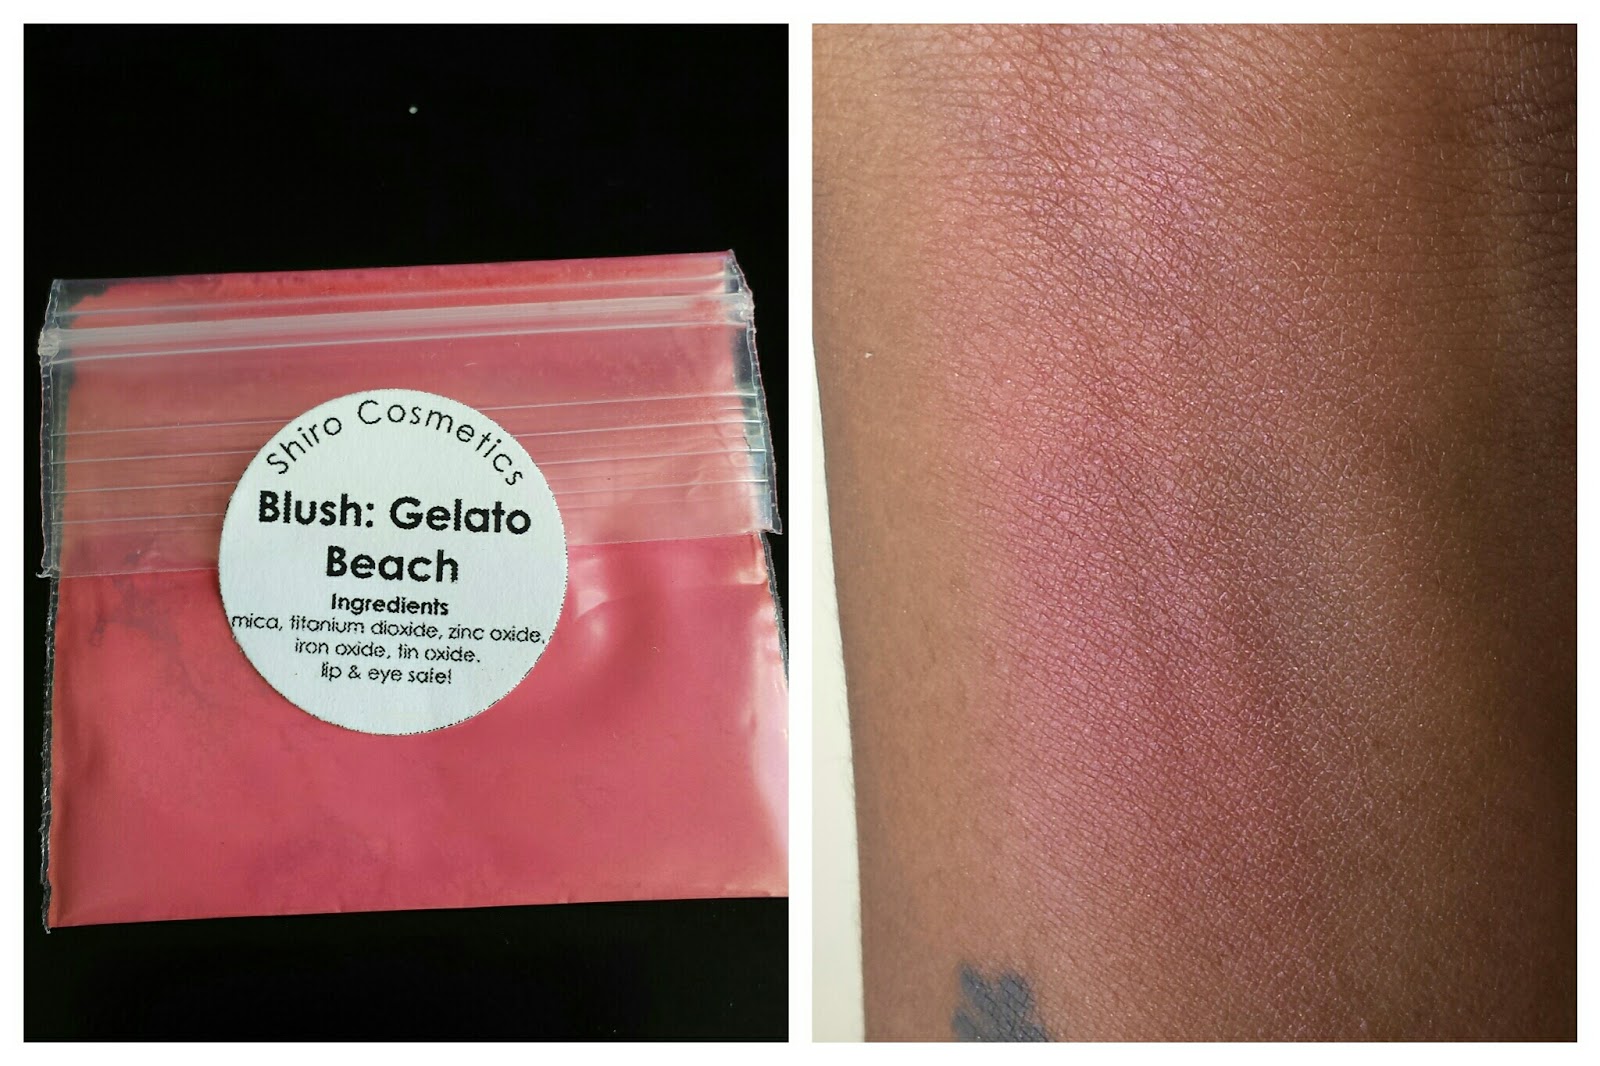 Shiro Cosmetics
Blush: Gelato
Beach
Ingredients
mica, titanium dioxide, zinc oxide,
iron oxide, tin oxide.
lip & eye safe!